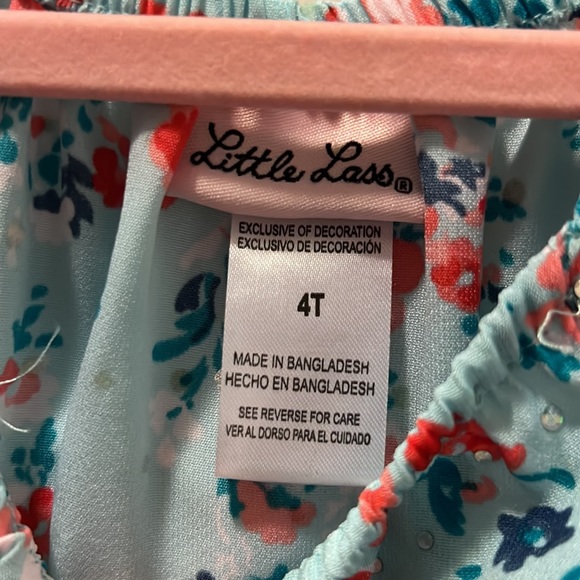 Little Lass®
EXCLUSIVE OF DECORATION
EXCLUSIVO DE DECORACIÓN
4T
MADE IN BANGLADESH
HECHO EN BANGLADESH
SEE REVERSE FOR CARE
VER AL DORSO PARA EL CUIDADO